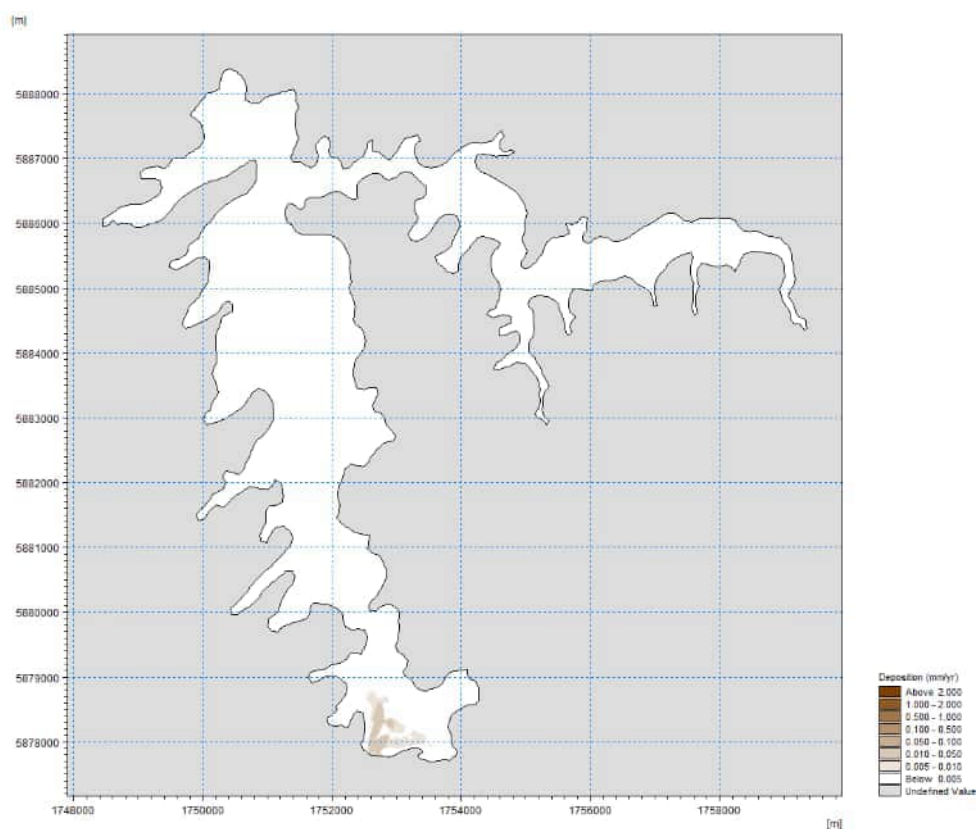 [m]
5888000
5887000
5886000
5885000
5884000
5883000
5882000
5881000
5880000
5879000
5878000
1748000 1750000 1752000 1754000 1756000 1758000
[m]
Deposition (mm/yr)
Above 2.000
1.000 - 2.000
0.500 - 1.000
0.100 - 0.500
0.050 - 0.100
0.010 - 0.050
0.005 - 0.010
Below 0.005
Undefined Value